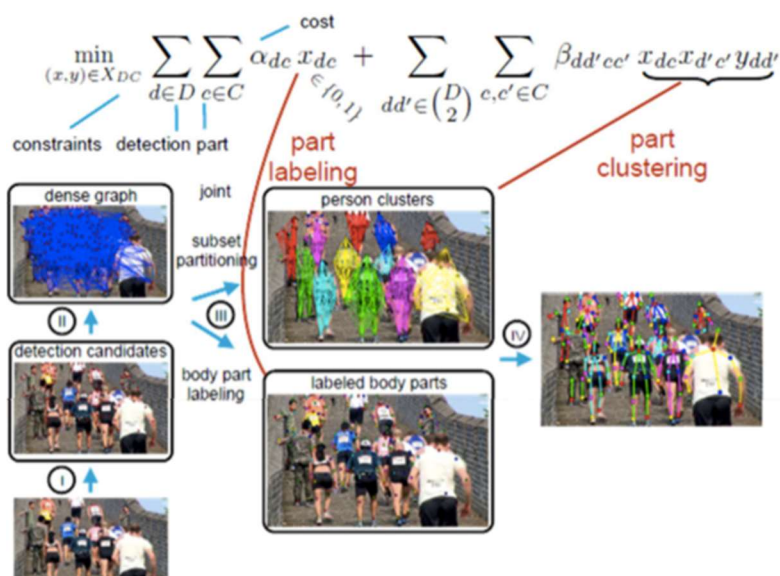 cost
min (x,y)∈X_DC ∑ d∈D ∑ c∈C α_dc x_dc + ∑ dd'∈(D 2) ∑ c,c'∈C β_dd'cc' x_dc x_d'c' y_dd'
∈{0,1}
constraints detection part
part
labeling
part
clustering
dense graph
joint
person clusters
subset
partitioning
II
III
IV
detection candidates
body part
labeling
labeled body parts
I